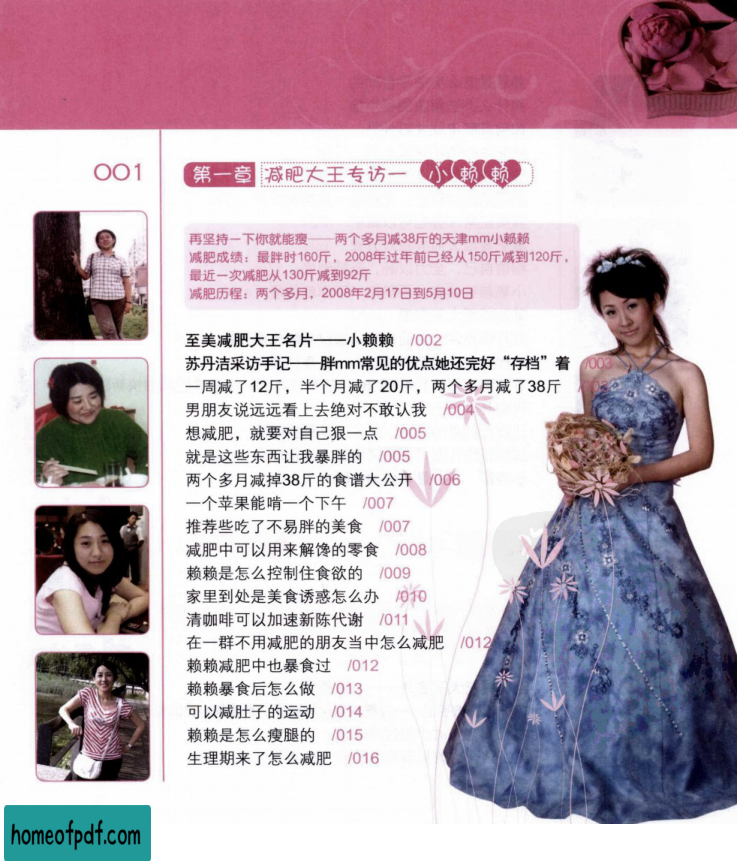 001
第一章 减肥大王专访一 小赖赖
再坚持一下你就能瘦——两个多月减38斤的天津mm小赖赖
减肥成绩：最胖时160斤，2008年过年前已经从150斤减到120斤，
最近一次减肥从130斤减到92斤
减肥历程：两个多月，2008年2月17日到5月10日
至美减肥大王名片——小赖赖 /002
苏丹洁采访手记——胖mm常见的优点她还完好“存档”着 /003
一周减了12斤，半个月减了20斤，两个多月减了38斤
男朋友说远远看上去绝对不敢认我 /004
想减肥，就要对自己狠一点 /005
就是这些东西让我暴胖的 /005
两个多月减掉38斤的食谱大公开 /006
一个苹果能啃一个下午 /007
推荐些吃了不易胖的美食 /007
减肥中可以用来解馋的零食 /008
赖赖是怎么控制住食欲的 /009
家里到处是美食诱惑怎么办 /010
清咖啡可以加速新陈代谢 /011
在一群不用减肥的朋友当中怎么减肥 /012
赖赖减肥中也暴食过 /012
赖赖暴食后怎么做 /013
可以减肚子的运动 /014
赖赖是怎么瘦腿的 /015
生理期来了怎么减肥 /016
homeofpdf.com